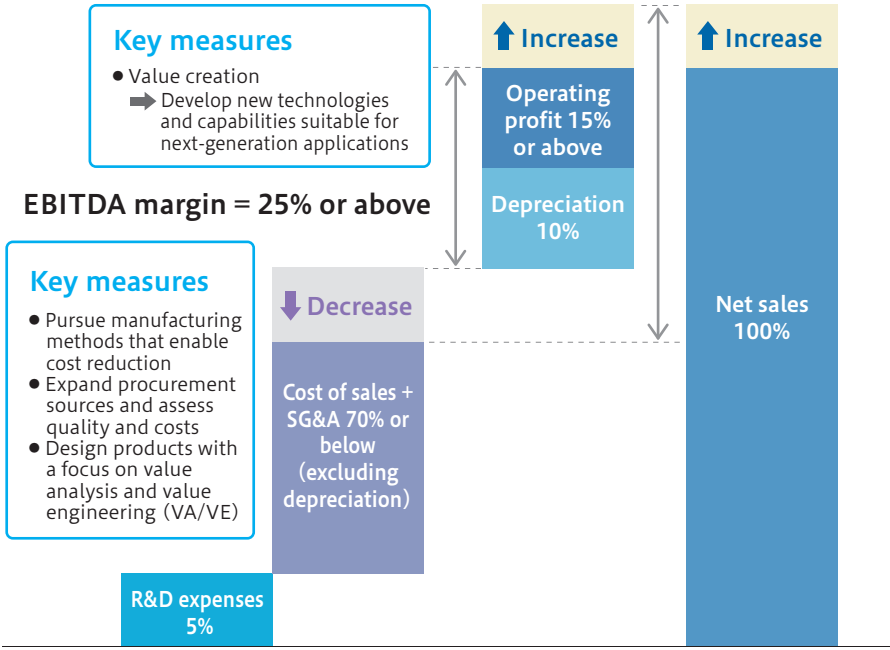 Key measures
● Value creation
➡ Develop new technologies
and capabilities suitable for
next-generation applications
EBITDA margin = 25% or above
Key measures
● Pursue manufacturing
methods that enable
cost reduction
● Expand procurement
sources and assess
quality and costs
● Design products with
a focus on value
analysis and value
engineering (VA/VE)
R&D expenses
5%
Decrease
Cost of sales +
SG&A 70% or
below
(excluding
depreciation)
Increase
Operating
profit 15%
or above
Depreciation
10%
Increase
Net sales
100%